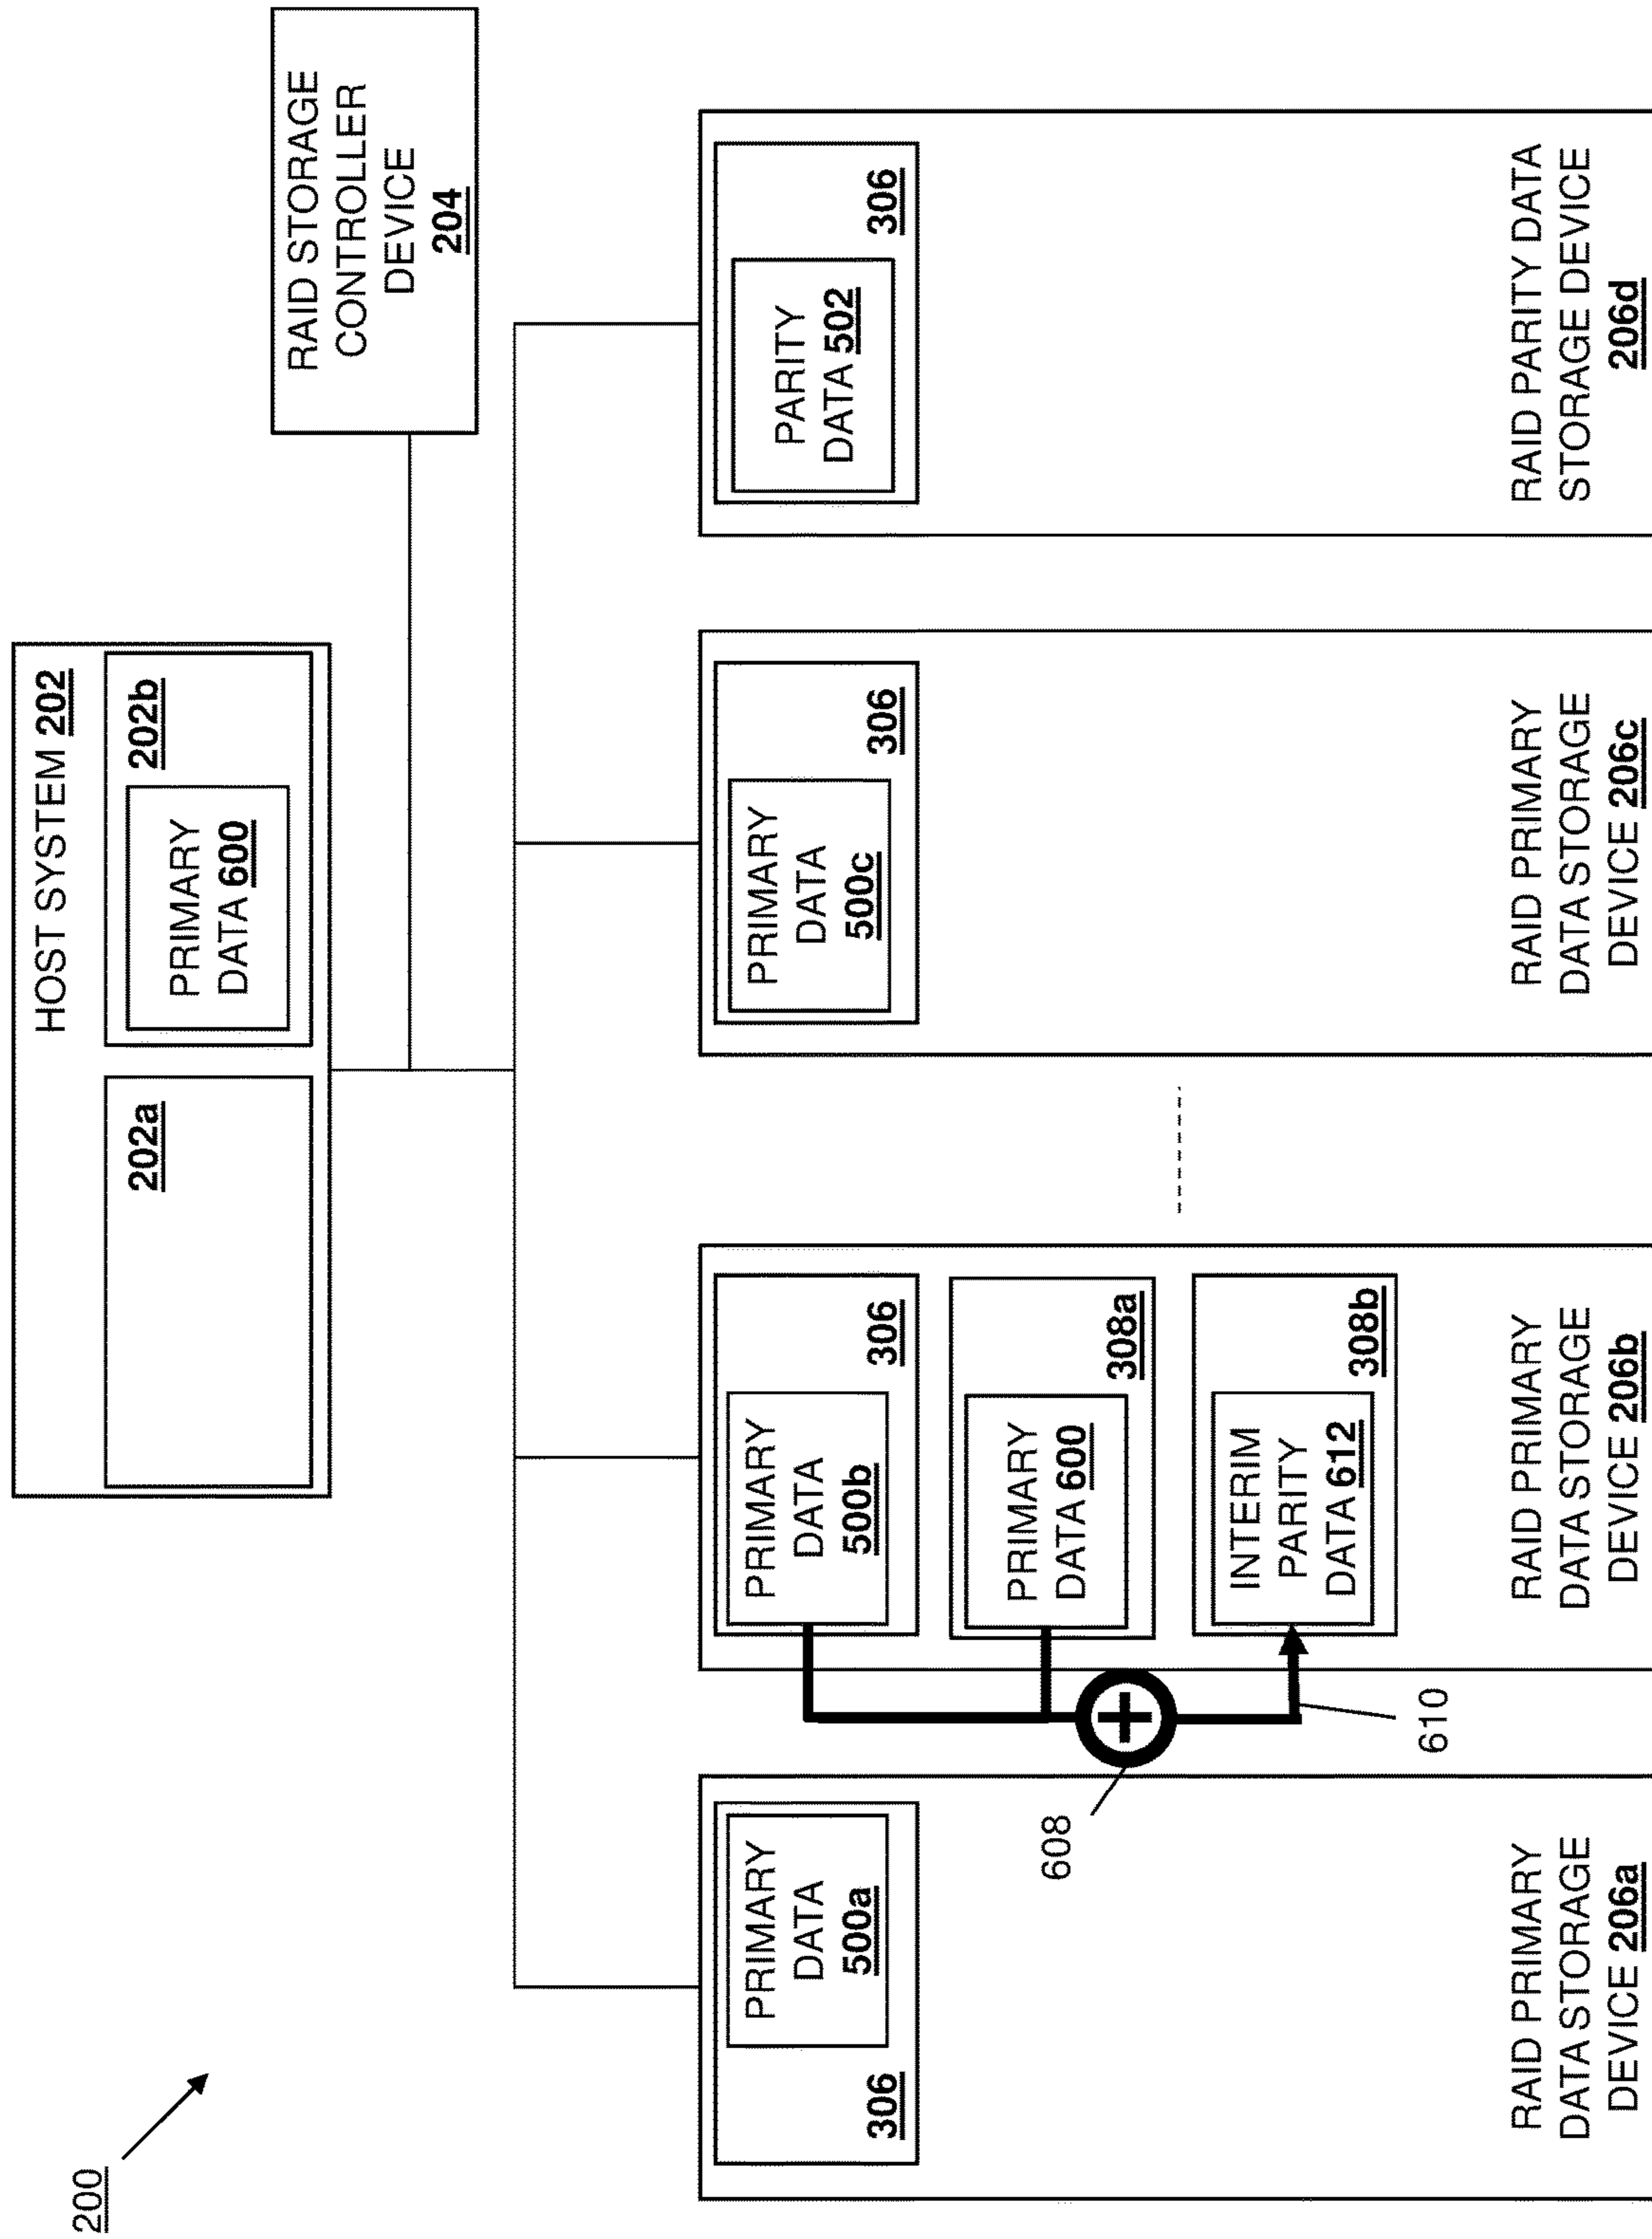 200
HOST SYSTEM 202
202a
202b
PRIMARY
DATA 600
RAID STORAGE
CONTROLLER
DEVICE
204
PRIMARY
DATA
500a
306
RAID PRIMARY
DATA STORAGE
DEVICE 206a
608
610
PRIMARY
DATA
500b
306
PRIMARY
DATA 600
308a
INTERIM
PARITY
DATA 612
308b
RAID PRIMARY
DATA STORAGE
DEVICE 206b
PRIMARY
DATA
500c
306
RAID PRIMARY
DATA STORAGE
DEVICE 206c
PARITY
DATA 502
306
RAID PARITY DATA
STORAGE DEVICE
206d